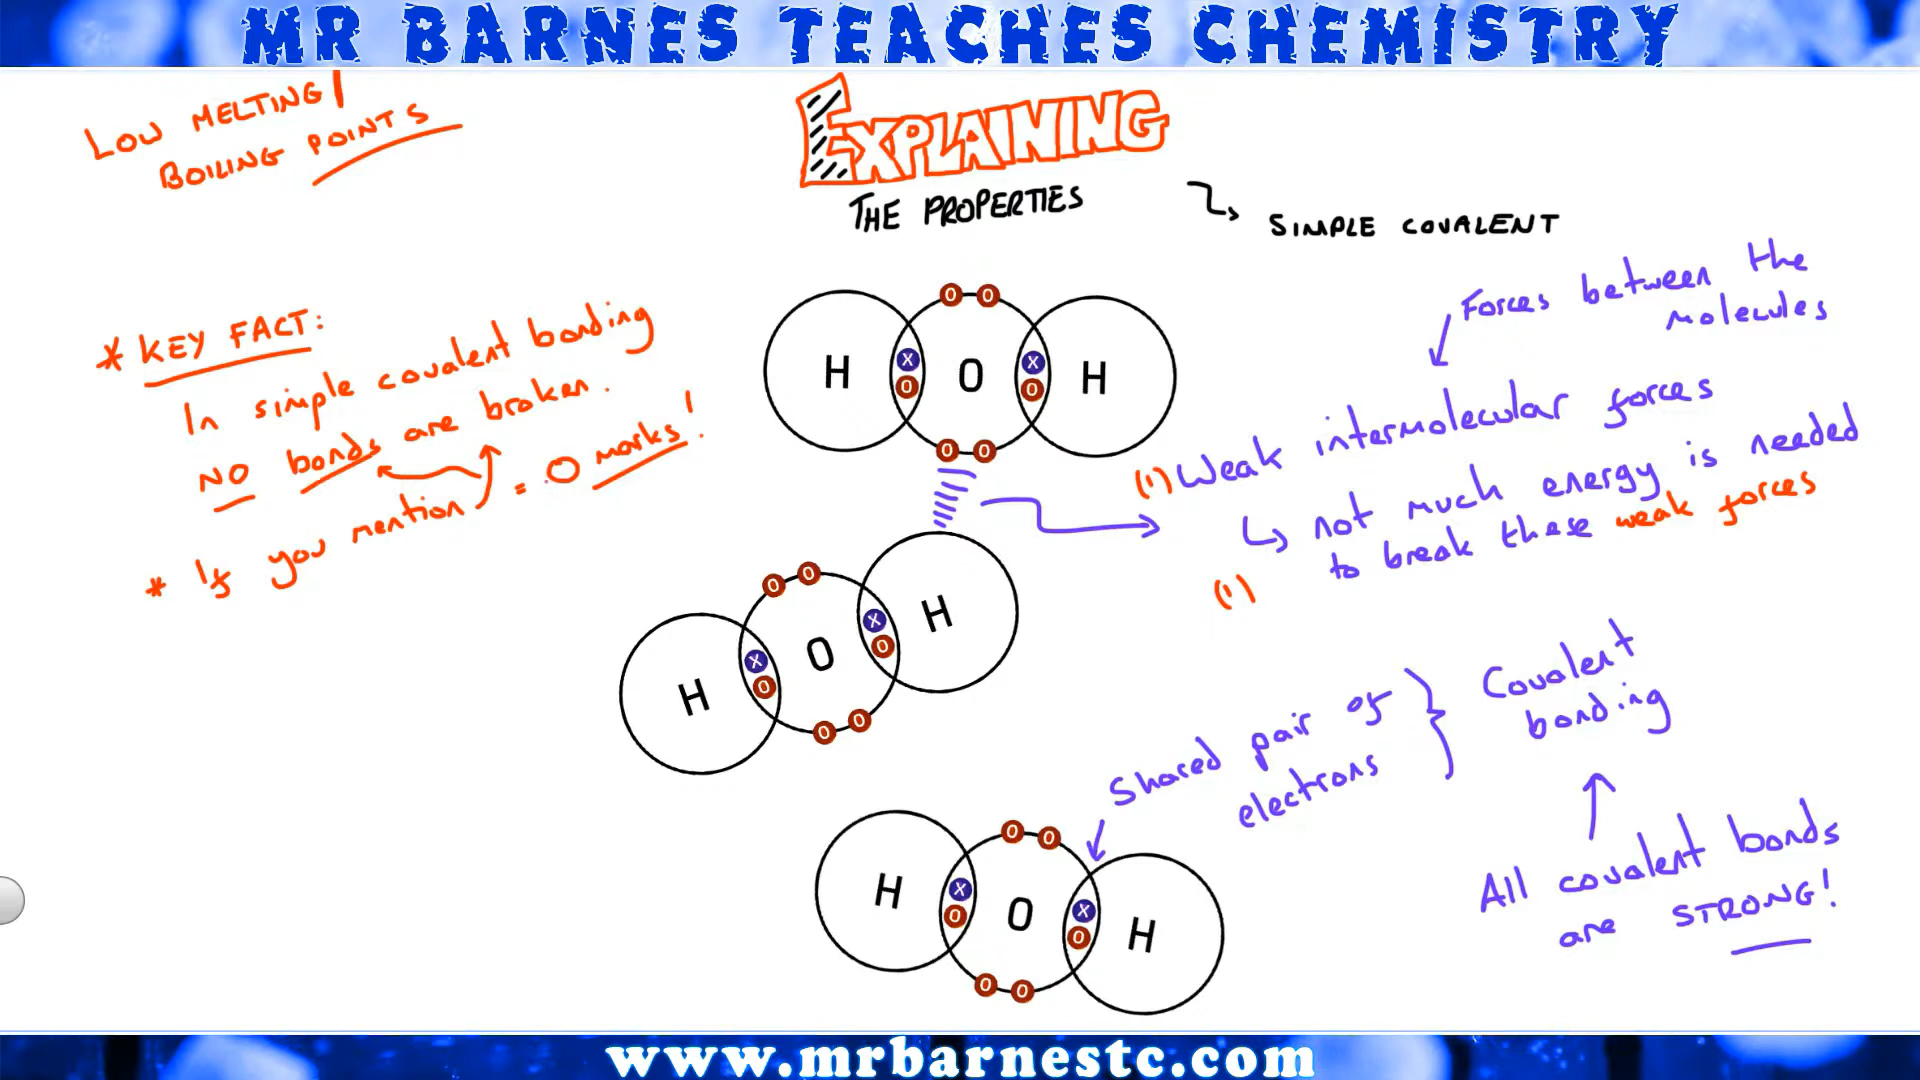 MR BARNES TEACHES CHEMISTRY
LOW MELTING/
BOILING POINTS
EXPLAINING
THE PROPERTIES
SIMPLE COVALENT
* KEY FACT:
In simple covalent bonding
NO bonds are broken.
* If you mention = 0 marks!
H X O O H X O
O O O O
Forces between the
molecules
(1) Weak intermolecular forces
↳ not much energy is needed
to break these weak forces
(1)
H X O O H X O
O O O O
Shared pair of
electrons
} Covalent
bonding
All covalent bonds
are STRONG!
H X O O H X O
O O O O
www.mrbarnestc.com